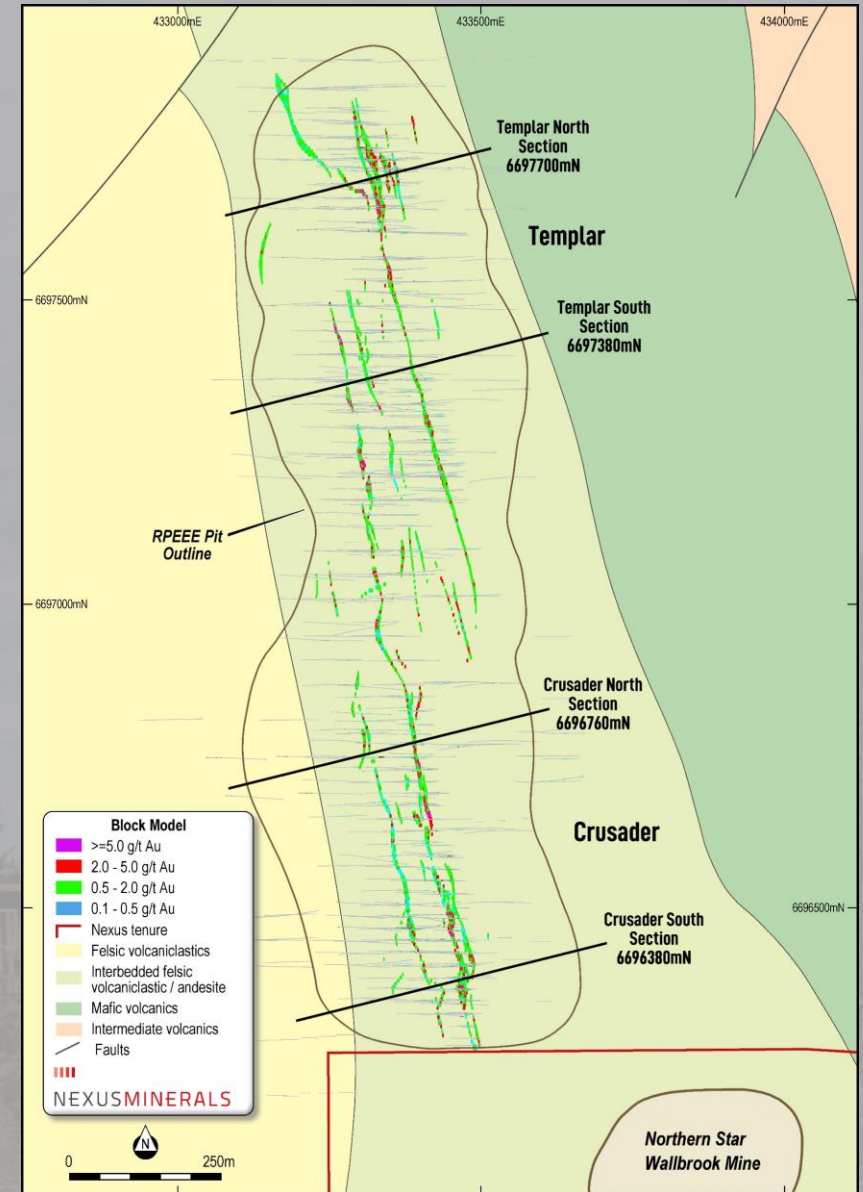 433000mE
433500mE
434000mE
Templar North
Section
6697700mN
Templar
6697500mN
Templar South
Section
6697380mN
RPEEE Pit
Outline
6697000mN
Crusader North
Section
6696760mN
Crusader
6696500mN
Crusader South
Section
6696380mN
Block Model
>=5.0 g/t Au
2.0 - 5.0 g/t Au
0.5 - 2.0 g/t Au
0.1 - 0.5 g/t Au
Nexus tenure
Felsic volcaniclastics
Interbedded felsic
volcaniclastic / andesite
Mafic volcanics
Intermediate volcanics
Faults
NEXUSMINERALS
N
0 250m
Northern Star
Wallbrook Mine